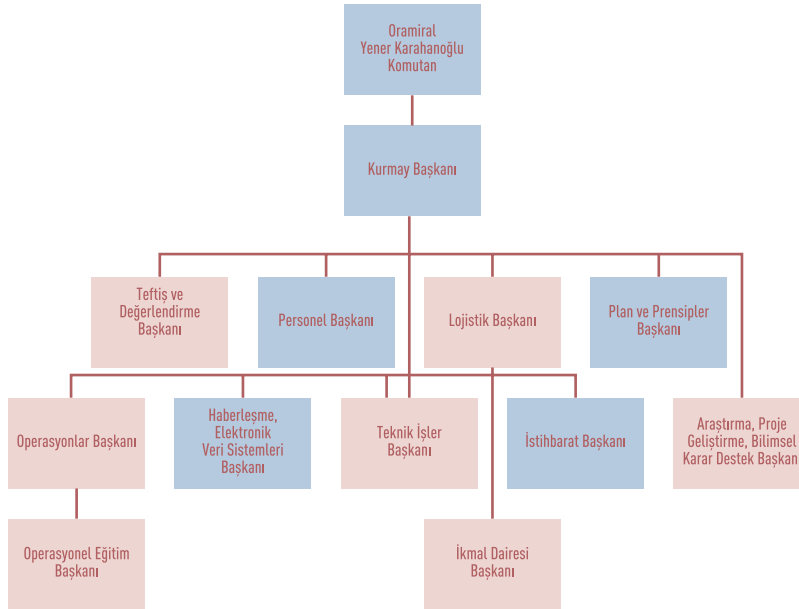 Oramiral
Yener Karahanoğlu
Komutan
Kurmay Başkanı
Teftiş ve
Değerlendirme
Başkanı
Personel Başkanı
Lojistik Başkanı
Plan ve Prensipler
Başkanı
Operasyonlar Başkanı
Haberleşme,
Elektronik
Veri Sistemleri
Başkanı
Teknik İşler
Başkanı
İstihbarat Başkanı
Araştırma, Proje
Geliştirme, Bilimsel
Karar Destek Başkan
Operasyonel Eğitim
Başkanı
İkmal Dairesi
Başkanı